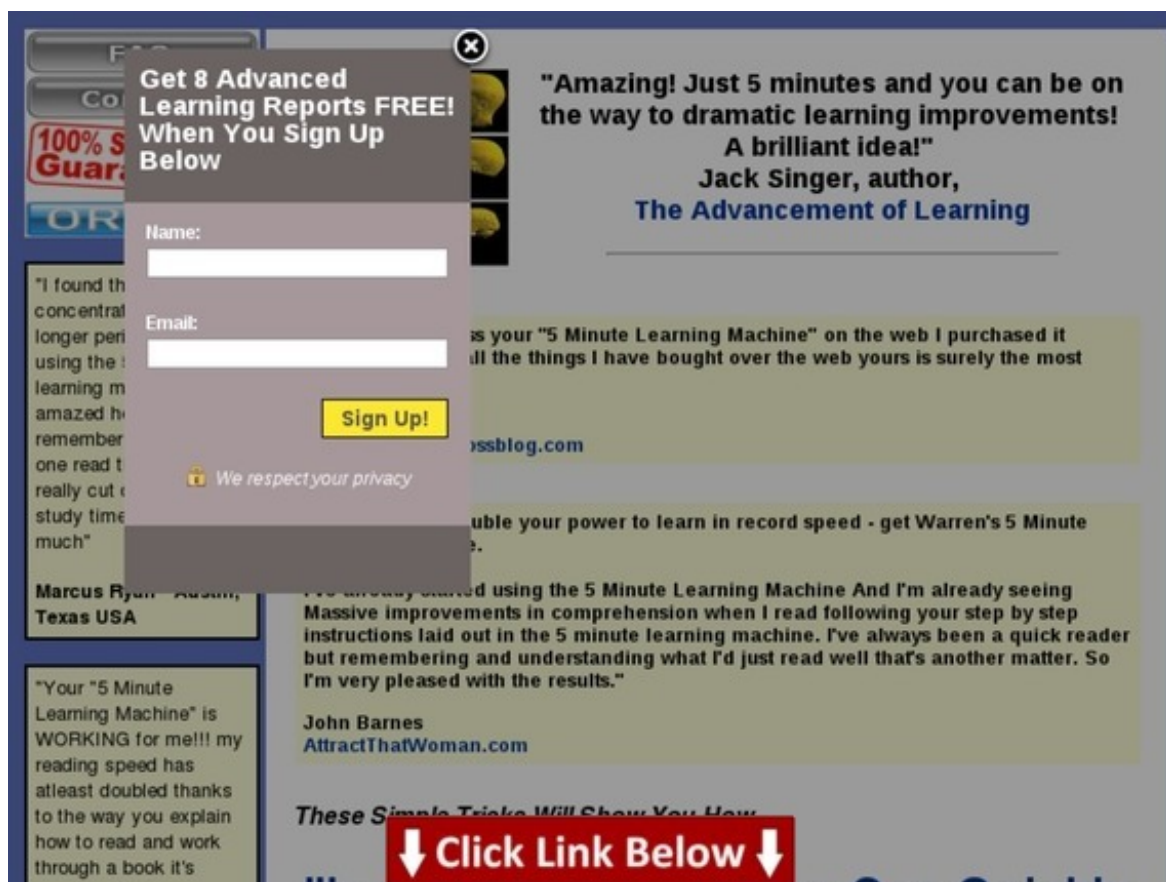 Get 8 Advanced
Learning Reports FREE!
When You Sign Up
Below
Name:
Email:
Sign Up!
We respect your privacy
100%
"Amazing! Just 5 minutes and you can be on
the way to dramatic learning improvements!
A brilliant idea!"
Jack Singer, author,
The Advancement of Learning
"I found
longer
using the
learning
amazed
remember
one read
really cut
study time
much"
Marcus Ryan - Austin,
Texas USA
"Your "5 Minute
Learning Machine" is
WORKING for me!!! my
reading speed has
atleast doubled thanks
to the way you explain
how to read and work
through a book it's
your "5 Minute Learning Machine" on the web I purchased it
all the things I have bought over the web yours is surely the most
ossblog.com
your power to learn in record speed - get Warren's 5 Minute
I've already started using the 5 Minute Learning Machine And I'm already seeing
Massive improvements in comprehension when I read following your step by step
instructions laid out in the 5 minute learning machine. I've always been a quick reader
but remembering and understanding what I'd just read well that's another matter. So
I'm very pleased with the results."
John Barnes
AttractThatWoman.com
These Simple Tricks Will Show You How
Click Link Below